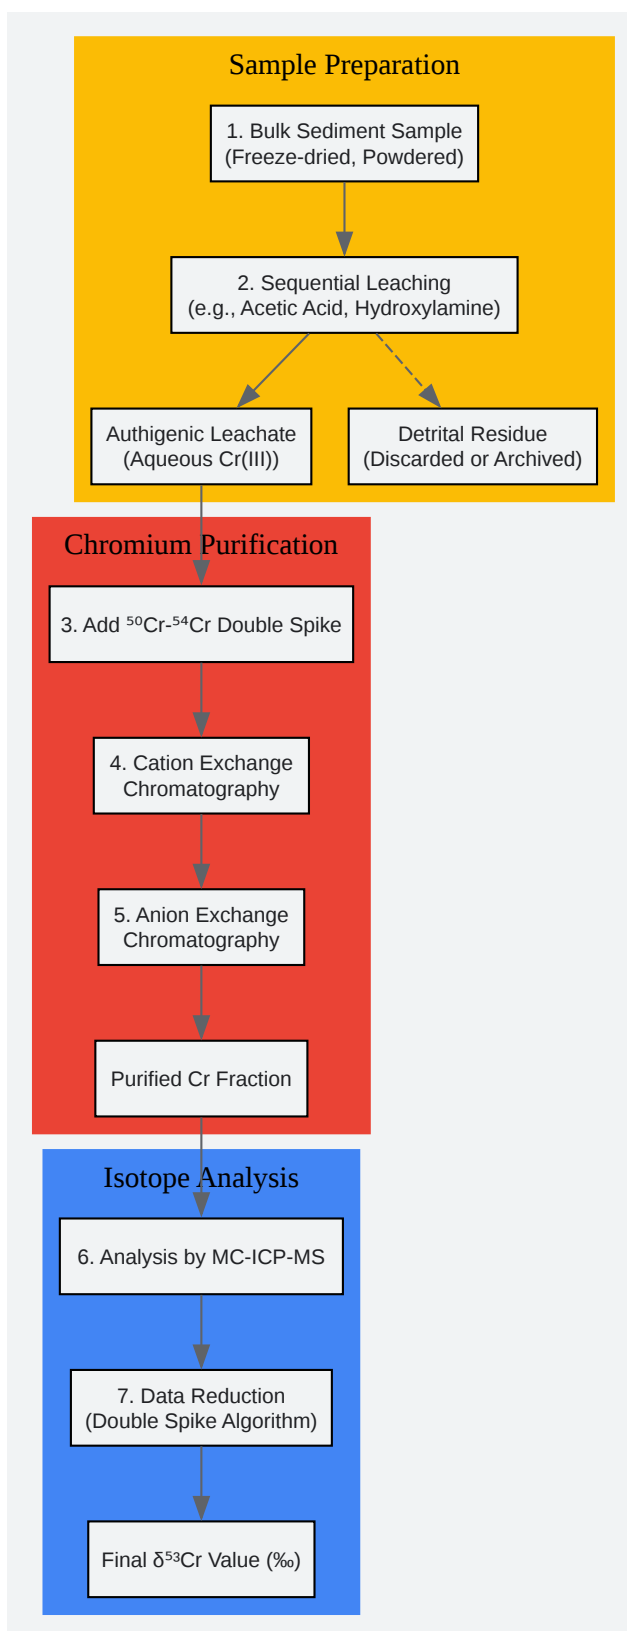 Sample Preparation
1. Bulk Sediment Sample
(Freeze-dried, Powdered)
2. Sequential Leaching
(e.g., Acetic Acid, Hydroxylamine)
Authigenic Leachate
(Aqueous Cr(III))
Detrital Residue
(Discarded or Archived)
Chromium Purification
3. Add ⁵⁰Cr-⁵⁴Cr Double Spike
4. Cation Exchange
Chromatography
5. Anion Exchange
Chromatography
Purified Cr Fraction
Isotope Analysis
6. Analysis by MC-ICP-MS
7. Data Reduction
(Double Spike Algorithm)
Final δ⁵³Cr Value (‰)